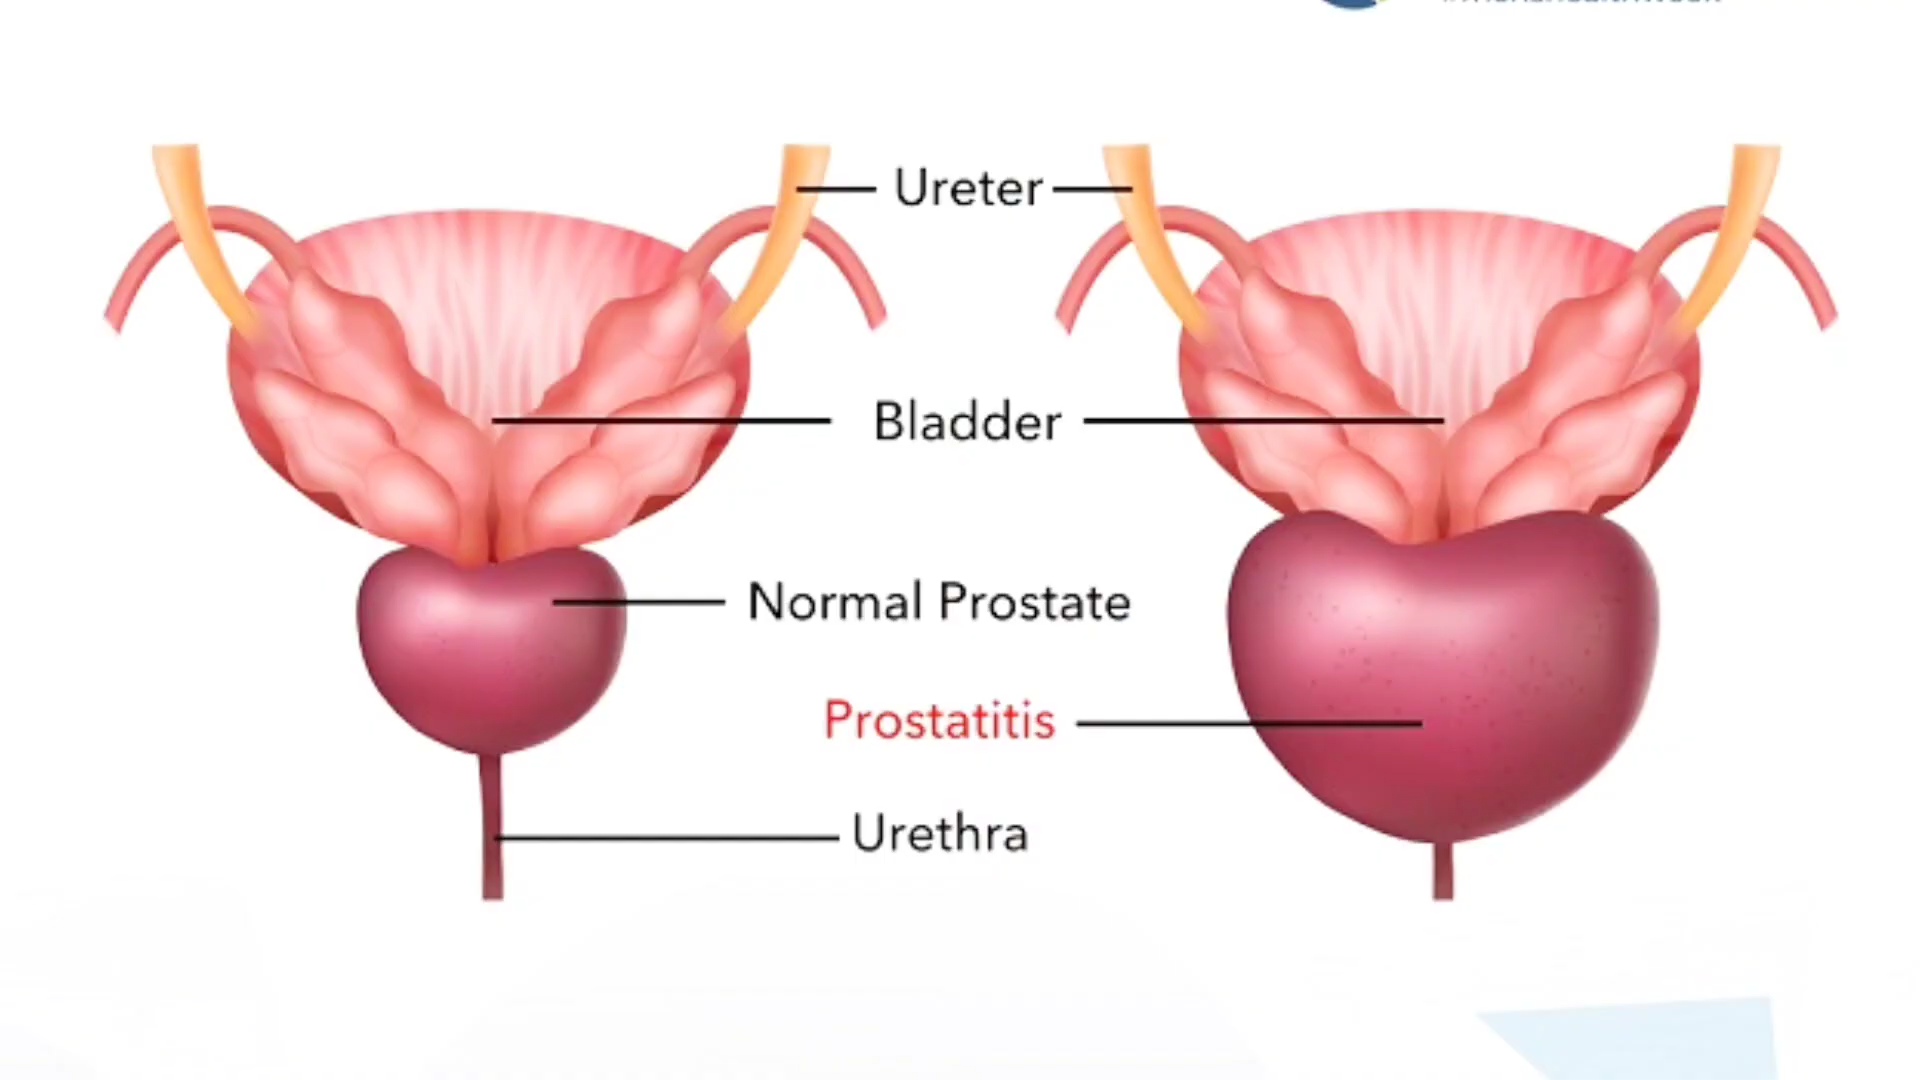 Ureter
Bladder
Normal Prostate
Prostatitis
Urethra